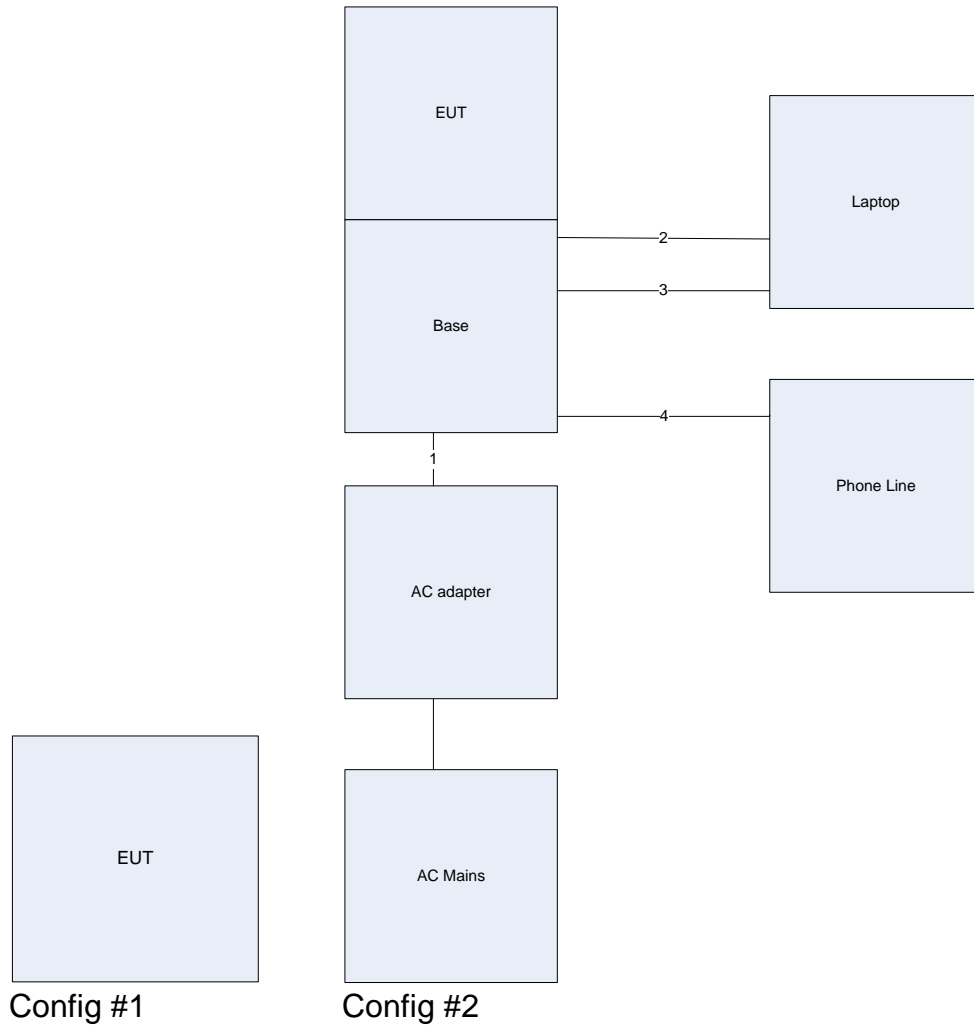 EUT
Laptop
2
3
Base
4
1
Phone Line
AC adapter
EUT
AC Mains
Config #1
Config #2